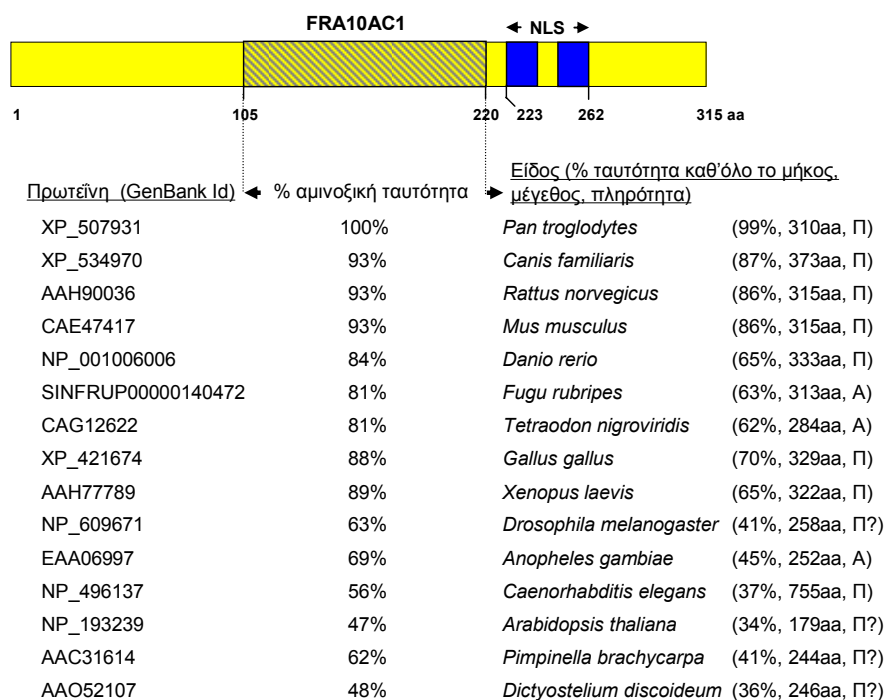 FRA10AC1
NLS
1 105 220 223 262 315 aa
Πρωτεΐνη (GenBank Id) % αμινοξική ταυτότητα Είδος (% ταυτότητα καθ'όλο το μήκος,
μέγεθος, πληρότητα)
XP_507931 100% Pan troglodytes (99%, 310aa, Π)
XP_534970 93% Canis familiaris (87%, 373aa, Π)
AAH90036 93% Rattus norvegicus (86%, 315aa, Π)
CAE47417 93% Mus musculus (86%, 315aa, Π)
NP_001006006 84% Danio rerio (65%, 333aa, Π)
SINFRUP00000140472 81% Fugu rubripes (63%, 313aa, Α)
CAG12622 81% Tetraodon nigroviridis (62%, 284aa, Α)
XP_421674 88% Gallus gallus (70%, 329aa, Π)
AAH77789 89% Xenopus laevis (65%, 322aa, Π)
NP_609671 63% Drosophila melanogaster (41%, 258aa, Π?)
EAA06997 69% Anopheles gambiae (45%, 252aa, Α)
NP_496137 56% Caenorhabditis elegans (37%, 755aa, Π)
NP_193239 47% Arabidopsis thaliana (34%, 179aa, Π?)
AAC31614 62% Pimpinella brachycarpa (41%, 244aa, Π?)
AAO52107 48% Dictyostelium discoideum (36%, 246aa, Π?)